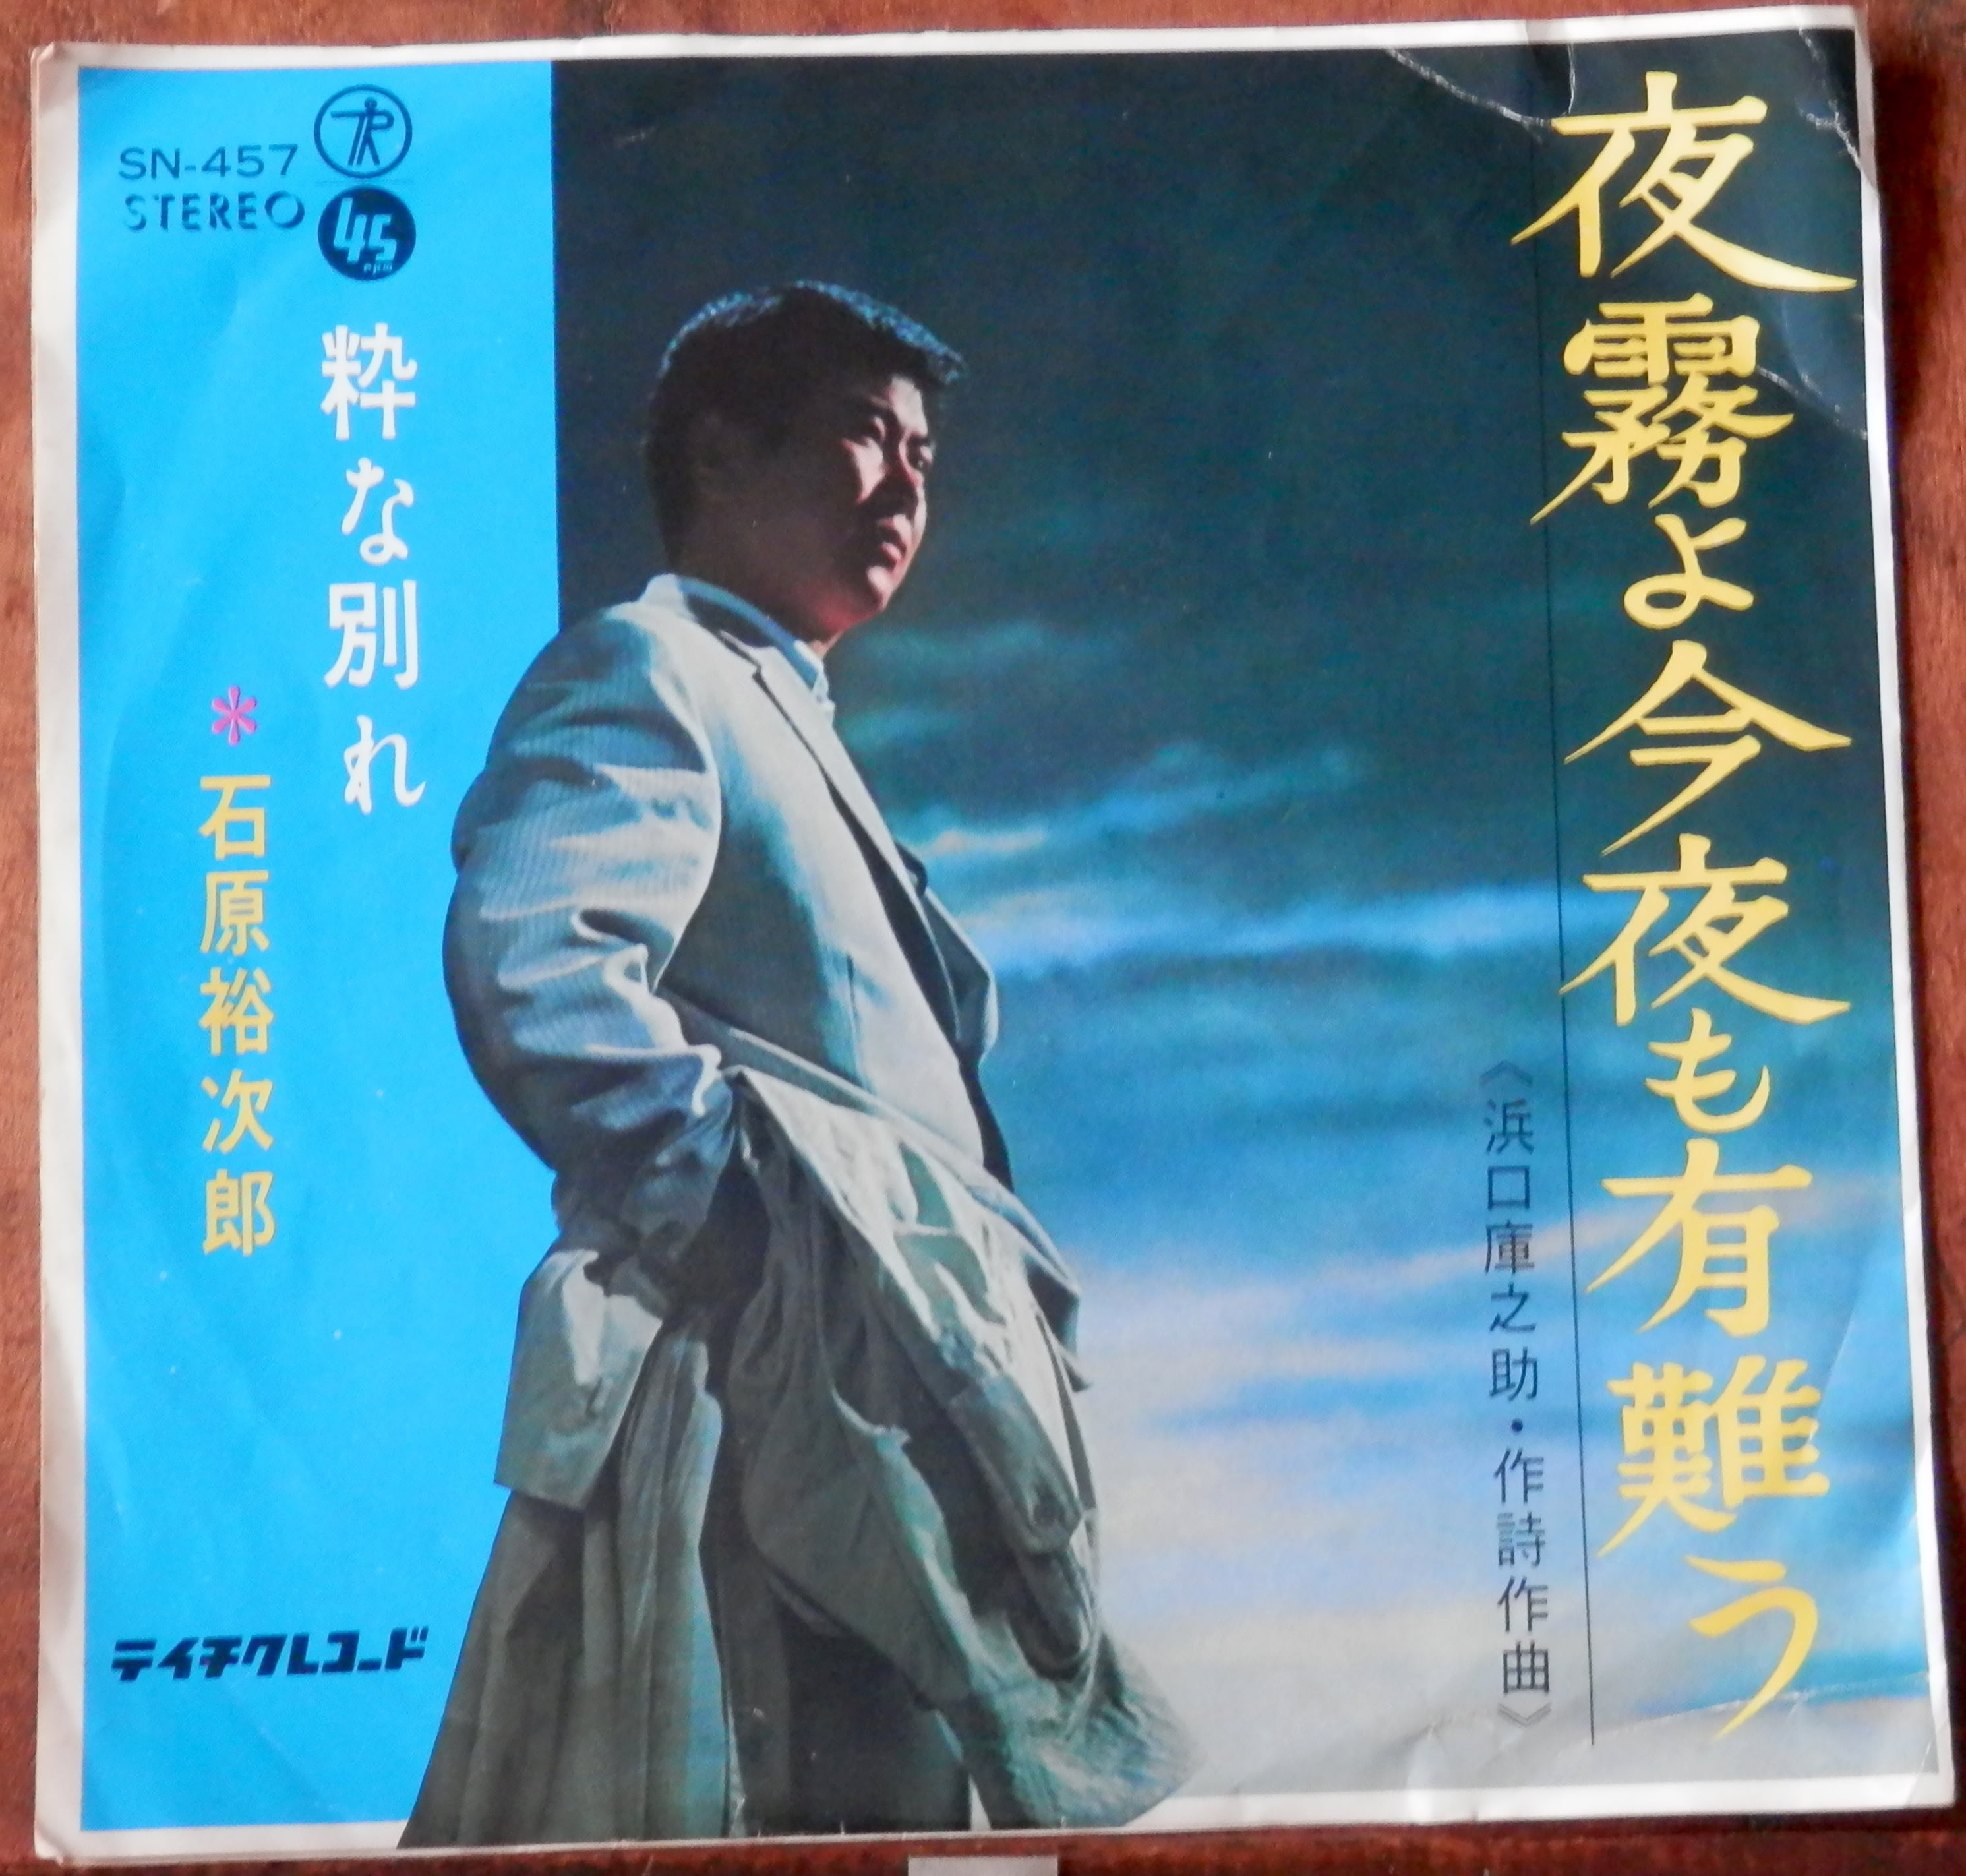 夜霧よ今夜も有難う
《浜口庫之助・作詩作曲》
SN-457
STEREO
45
rpm
粋な別れ
*石原裕次郎
テイチクレコード